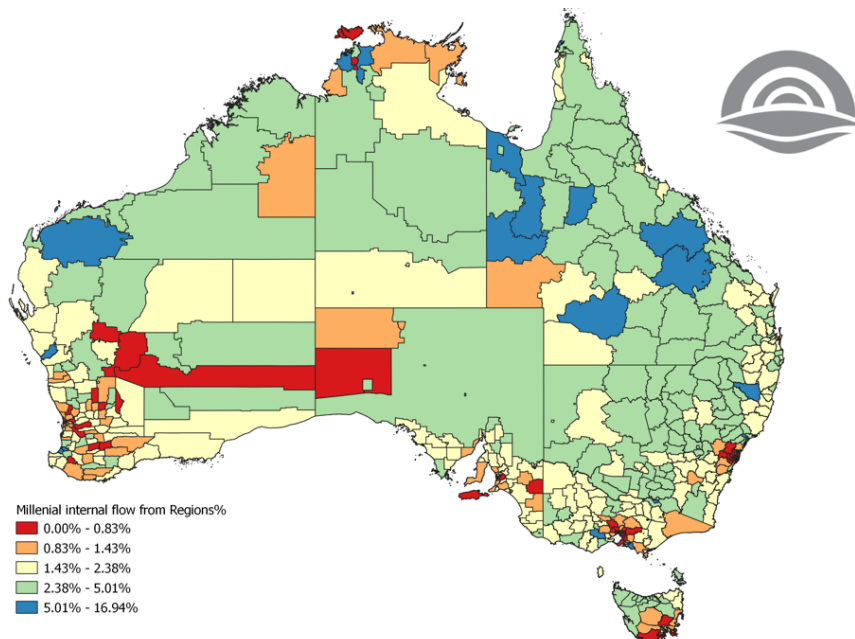 Millenial internal flow from Regions%
0.00% - 0.83%
0.83% - 1.43%
1.43% - 2.38%
2.38% - 5.01%
5.01% - 16.94%